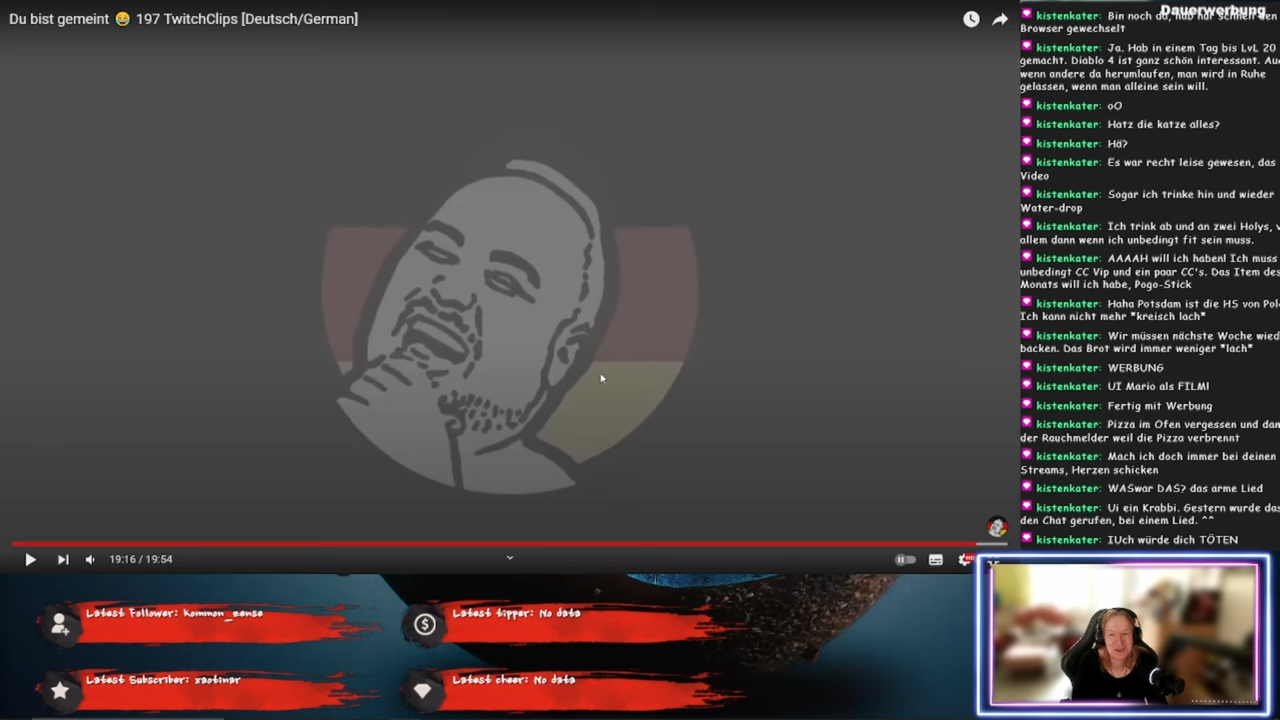 Du bist gemeint 😂 197 TwitchClips [Deutsch/German]
Dauerwerbung
kistenkater: Bin noch da, hab nur schnell den
Browser gewechselt
kistenkater: Ja. Hab in einem Tag bis LvL 20
gemacht. Diablo 4 ist ganz schön interessant.
wenn andere da herumlaufen, man wird in Ruhe
gelassen, wenn man alleine sein will.
kistenkater: oO
kistenkater: Hatz die katze alles?
kistenkater: Hä?
kistenkater: Es war recht leise gewesen, das
Video
kistenkater: Sogar ich trinke hin und wieder
Water-drop
kistenkater: Ich trink ab und an zwei Holys,
allem dann wenn ich unbedingt fit sein muss.
kistenkater: AAAAH will ich haben! Ich muss
unbedingt CC Vip und ein paar CC's. Das Item des
Monats will ich habe, Pogo-Stick
kistenkater: Haha Potsdam ist die HS von
Ich kann nicht mehr *kreisch lach*
kistenkater: Wir müssen nächste Woche wied
backen. Das Brot wird immer weniger *lach*
kistenkater: WERBUNG
kistenkater: UI Mario als FILM!
kistenkater: Fertig mit Werbung
kistenkater: Pizza im Ofen vergessen und dan
der Rauchmelder weil die Pizza verbrennt
kistenkater: Mach ich doch immer bei deinen
Streams, Herzen schicken
kistenkater: WASwar DAS? das arme Lied
kistenkater: Ui ein Krabbi. Gestern wurde das
den Chat gerufen, bei einem Lied. ^^
kistenkater: IUch würde dich TÖTEN
19:16 / 19:54
Latest Follower: Kommon_zense
Latest tipper: No data
Latest Subscriber: xaotinar
Latest cheer: No data